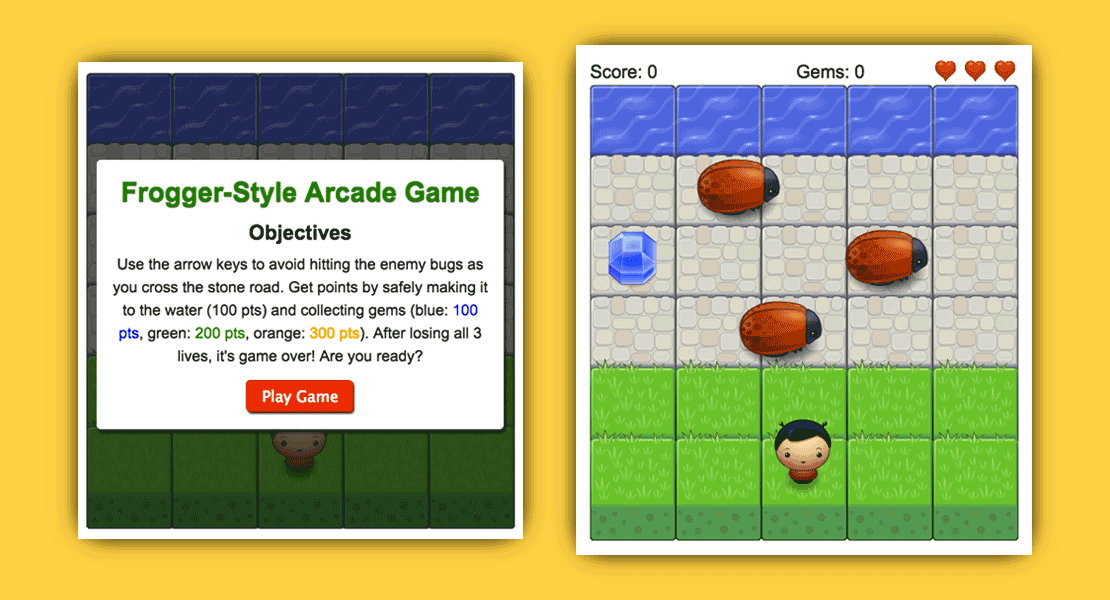 Frogger-Style Arcade Game
Objectives
Use the arrow keys to avoid hitting the enemy bugs as
you cross the stone road. Get points by safely making it
to the water (100 pts) and collecting gems (blue: 100
pts, green: 200 pts, orange: 300 pts). After losing all 3
lives, it's game over! Are you ready?
Play Game
Score: 0 Gems: 0